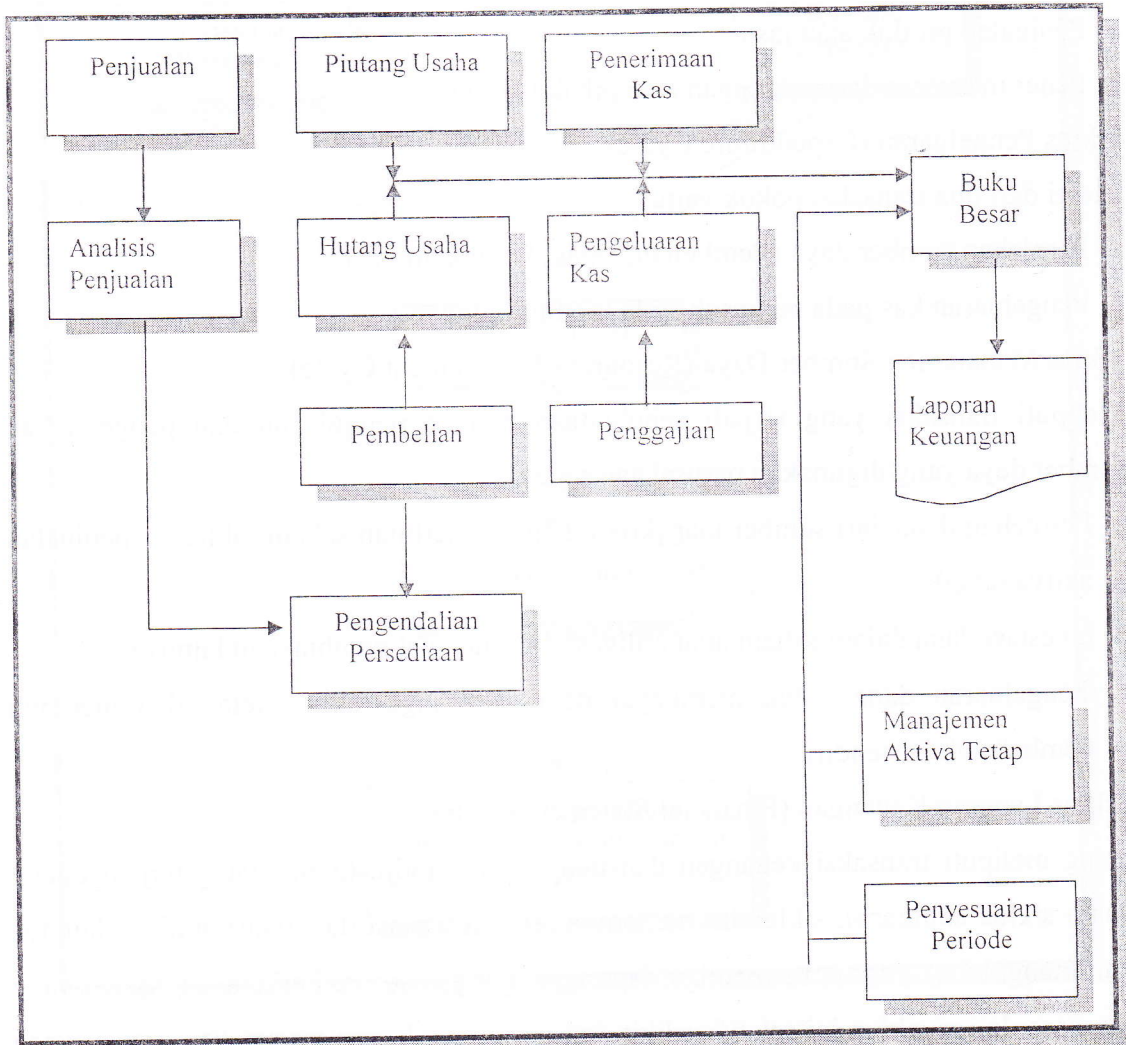 Penjualan
Piutang Usaha
Penerimaan
Kas
Buku
Besar
Analisis
Penjualan
Hutang Usaha
Pengeluaran
Kas
Pembelian
Penggajian
Laporan
Keuangan
Pengendalian
Persediaan
Manajemen
Aktiva Tetap
Penyesuaian
Periode